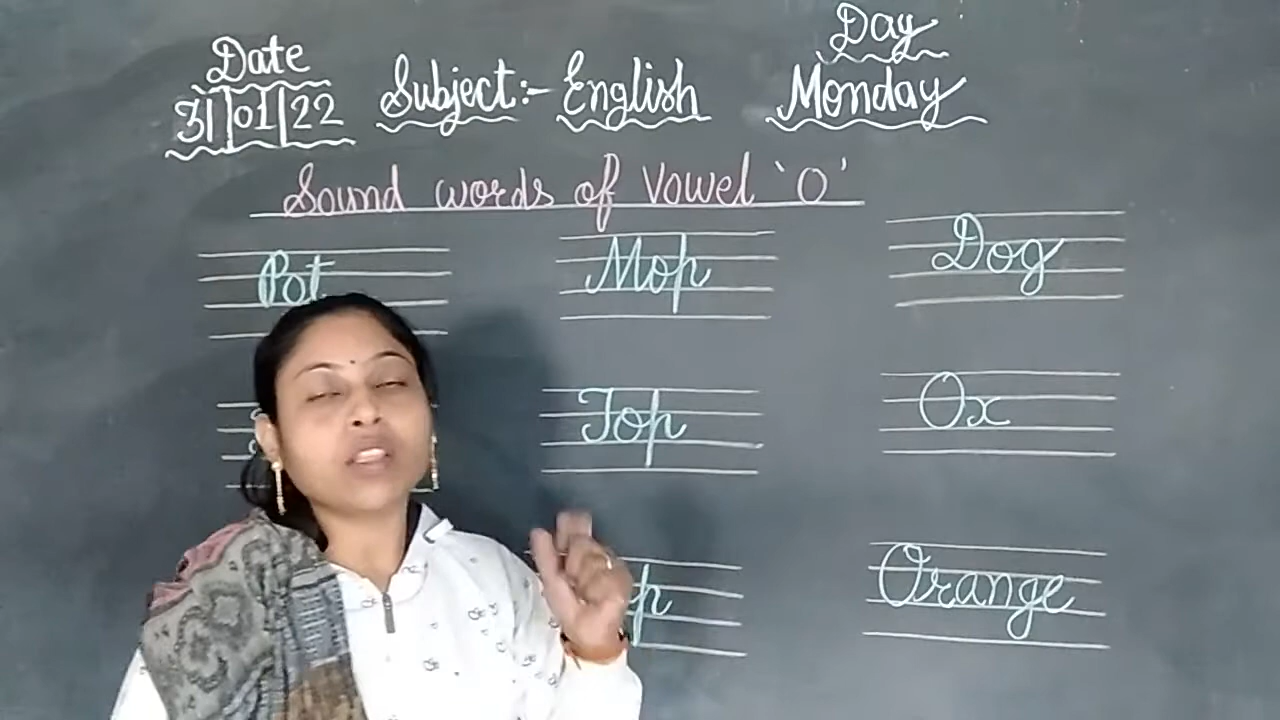 Date
31/01/22
Subject:- English
Day
Monday
Sound words of Vowel 'O'
Pot
Mop
Dog
Top
Ox
Orange